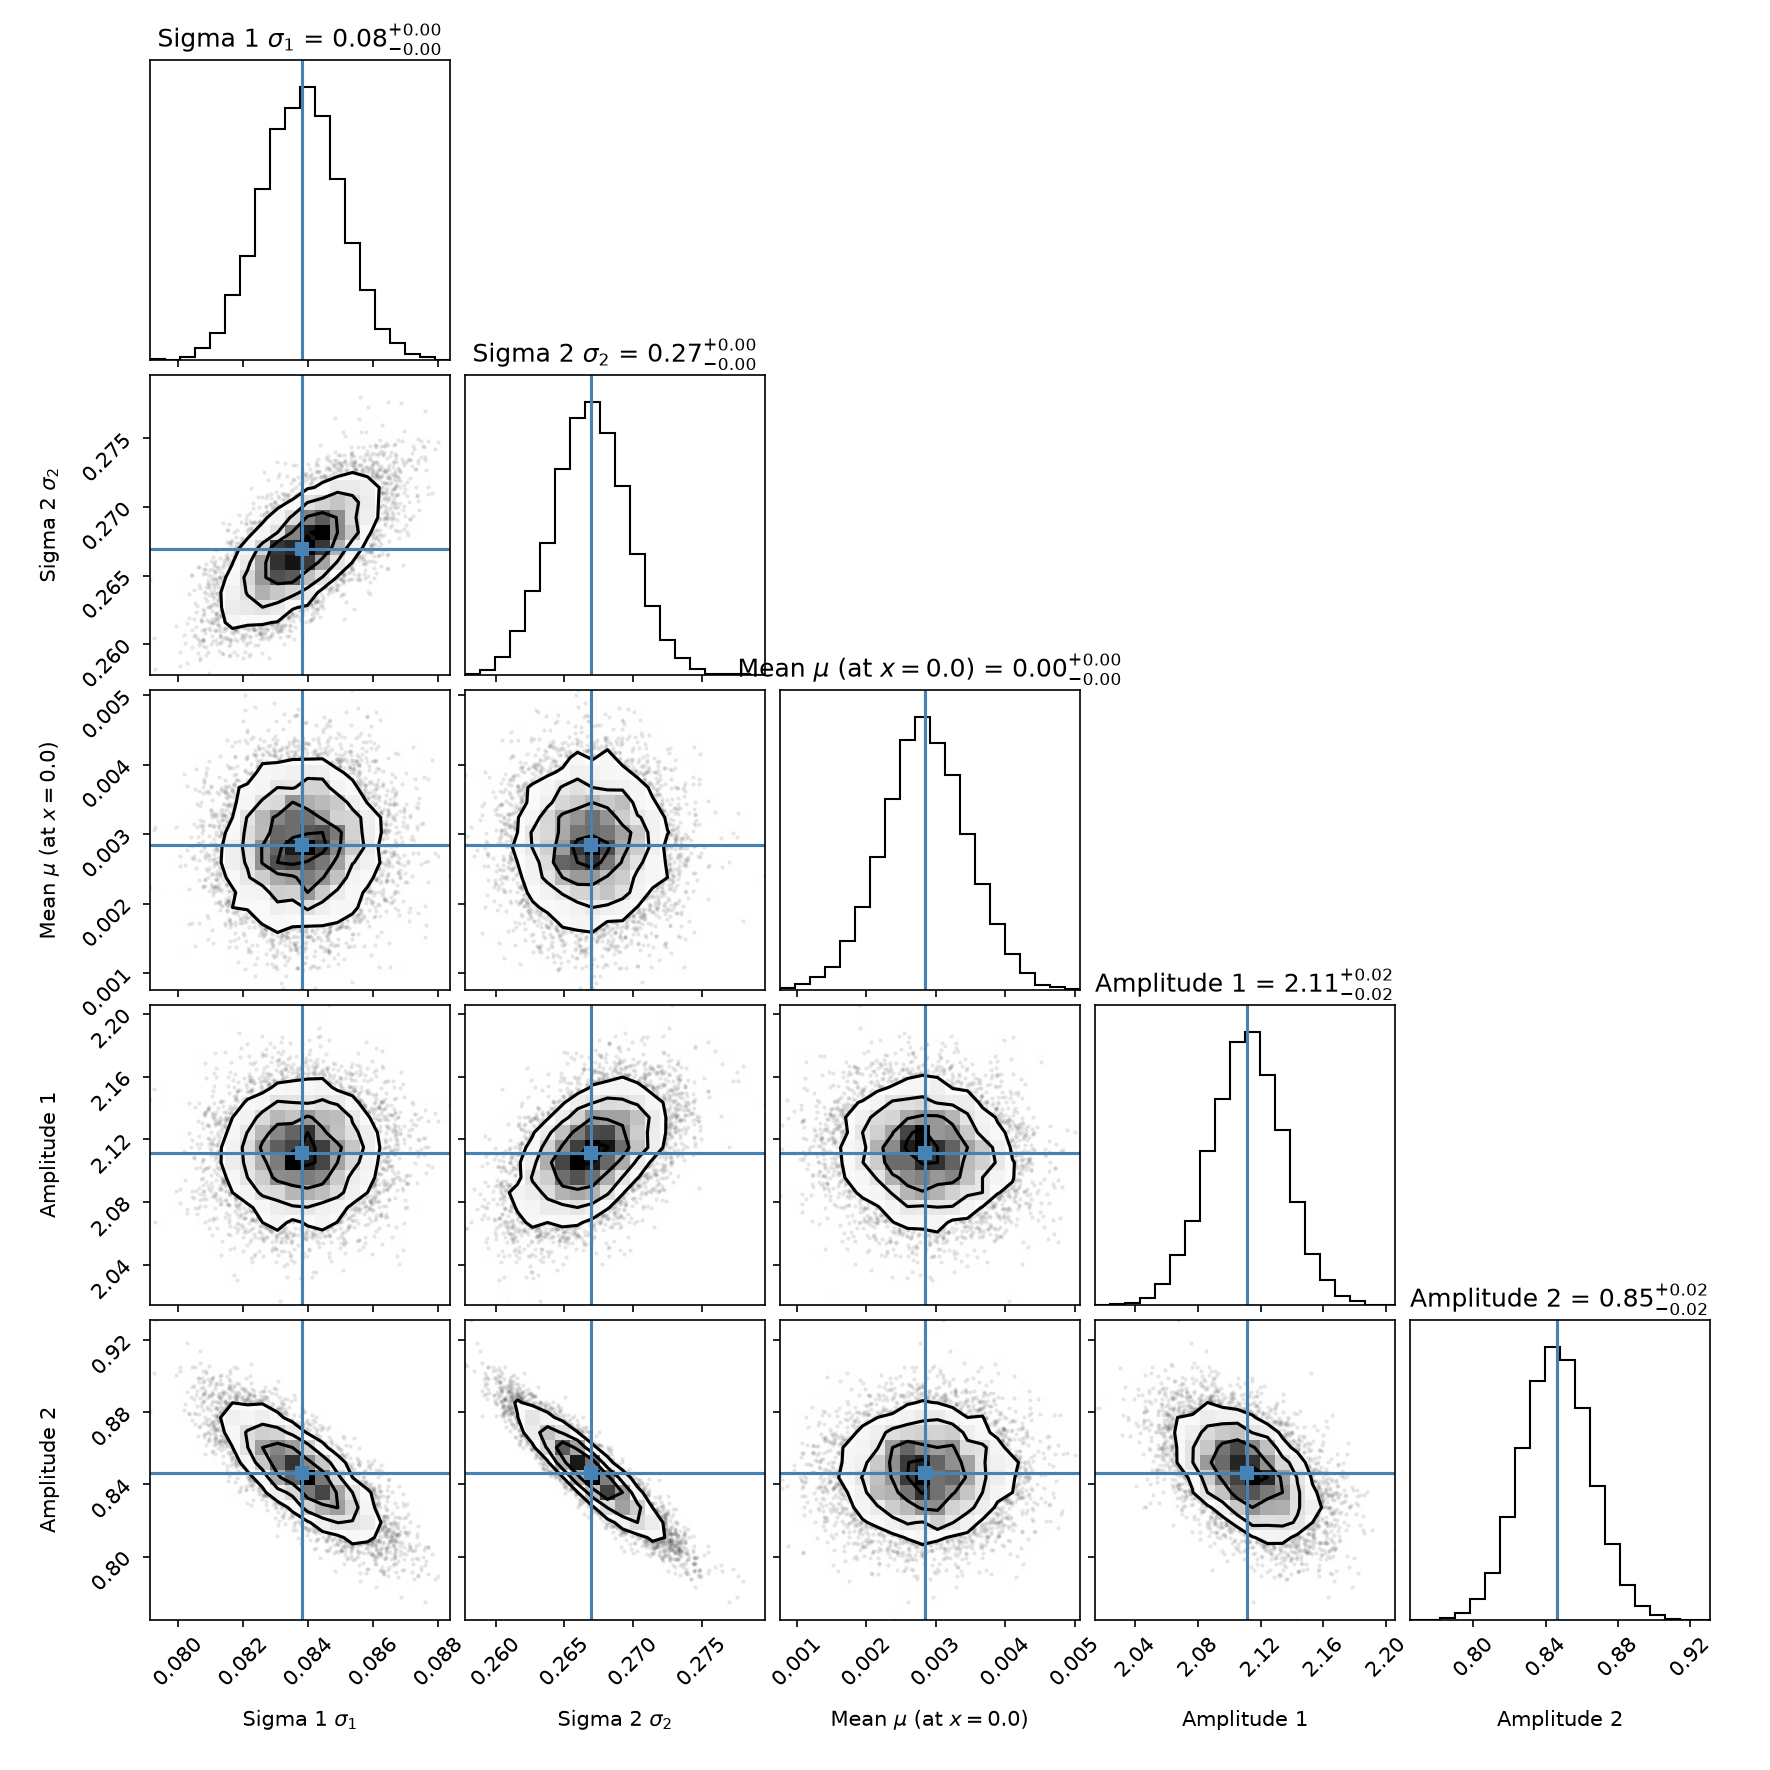 Sigma 1 σ₁ = 0.08+0.00−0.00
Sigma 2 σ₂ = 0.27+0.00−0.00
Sigma 2 σ₂
0.275
0.270
0.265
0.260
Mean μ (at x = 0.0) = 0.00+0.00−0.00
Mean μ (at x = 0.0)
0.005
0.004
0.003
0.002
0.001
Amplitude 1 = 2.11+0.02−0.02
Amplitude 1
2.20
2.16
2.12
2.08
2.04
Amplitude 2 = 0.85+0.02−0.02
Amplitude 2
0.92
0.88
0.84
0.80
0.080 0.082 0.084 0.086 0.088 0.260 0.265 0.270 0.275 0.001 0.002 0.003 0.004 0.005 2.04 2.08 2.12 2.16 2.20 0.80 0.84 0.88 0.92
Sigma 1 σ₁ Sigma 2 σ₂ Mean μ (at x = 0.0) Amplitude 1 Amplitude 2